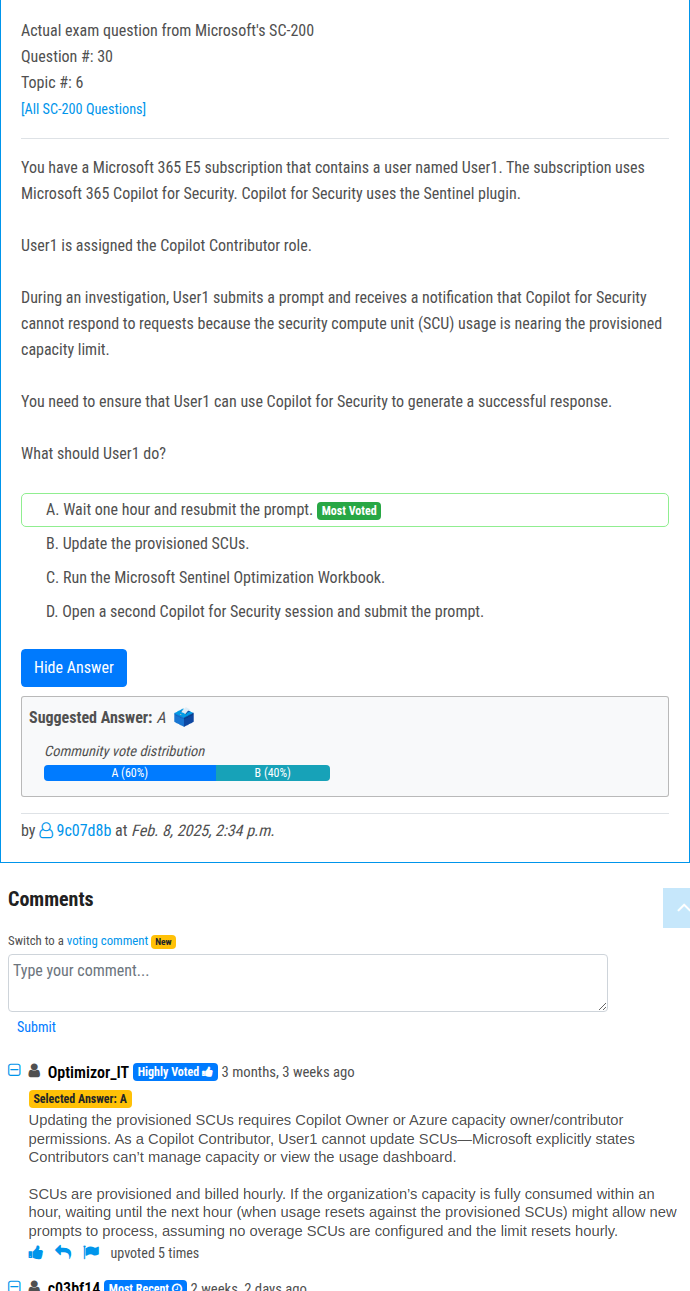 Actual exam question from Microsoft's SC-200
Question #: 30
Topic #: 6
[All SC-200 Questions]
You have a Microsoft 365 E5 subscription that contains a user named User1. The subscription uses
Microsoft 365 Copilot for Security. Copilot for Security uses the Sentinel plugin.
User1 is assigned the Copilot Contributor role.
During an investigation, User1 submits a prompt and receives a notification that Copilot for Security
cannot respond to requests because the security compute unit (SCU) usage is nearing the provisioned
capacity limit.
You need to ensure that User1 can use Copilot for Security to generate a successful response.
What should User1 do?
A. Wait one hour and resubmit the prompt. Most Voted
B. Update the provisioned SCUs.
C. Run the Microsoft Sentinel Optimization Workbook.
D. Open a second Copilot for Security session and submit the prompt.
Hide Answer
Suggested Answer: A
Community vote distribution
A (60%) B (40%)
by 9c07d8b at Feb. 8, 2025, 2:34 p.m.
Comments
Switch to a voting comment New
Type your comment...
Submit
Optimizor_IT Highly Voted 3 months, 3 weeks ago
Selected Answer: A
Updating the provisioned SCUs requires Copilot Owner or Azure capacity owner/contributor
permissions. As a Copilot Contributor, User1 cannot update SCUs—Microsoft explicitly states
Contributors can’t manage capacity or view the usage dashboard.
SCUs are provisioned and billed hourly. If the organization’s capacity is fully consumed within an
hour, waiting until the next hour (when usage resets against the provisioned SCUs) might allow new
prompts to process, assuming no overage SCUs are configured and the limit resets hourly.
upvoted 5 times
c03bf14 Most Recent 2 weeks, 2 days ago